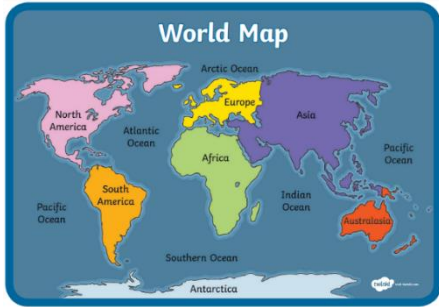 World Map
Arctic Ocean
North
America
Europe
Asia
Atlantic
Ocean
Africa
Pacific
Ocean
South
America
Indian
Ocean
Pacific
Ocean
Australasia
Southern Ocean
Antarctica
twinkl